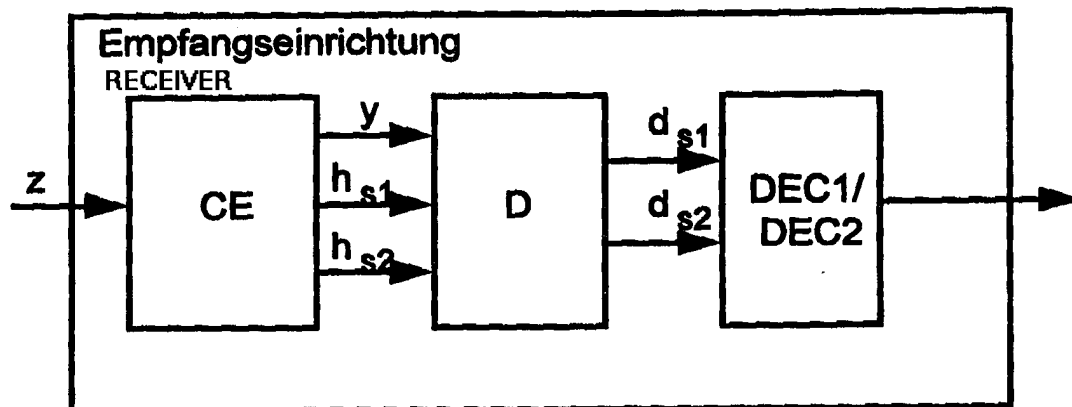 Empfangseinrichtung
RECEIVER
z
CE
y
h s1
h s2
D
d s1
d s2
DEC1/
DEC2